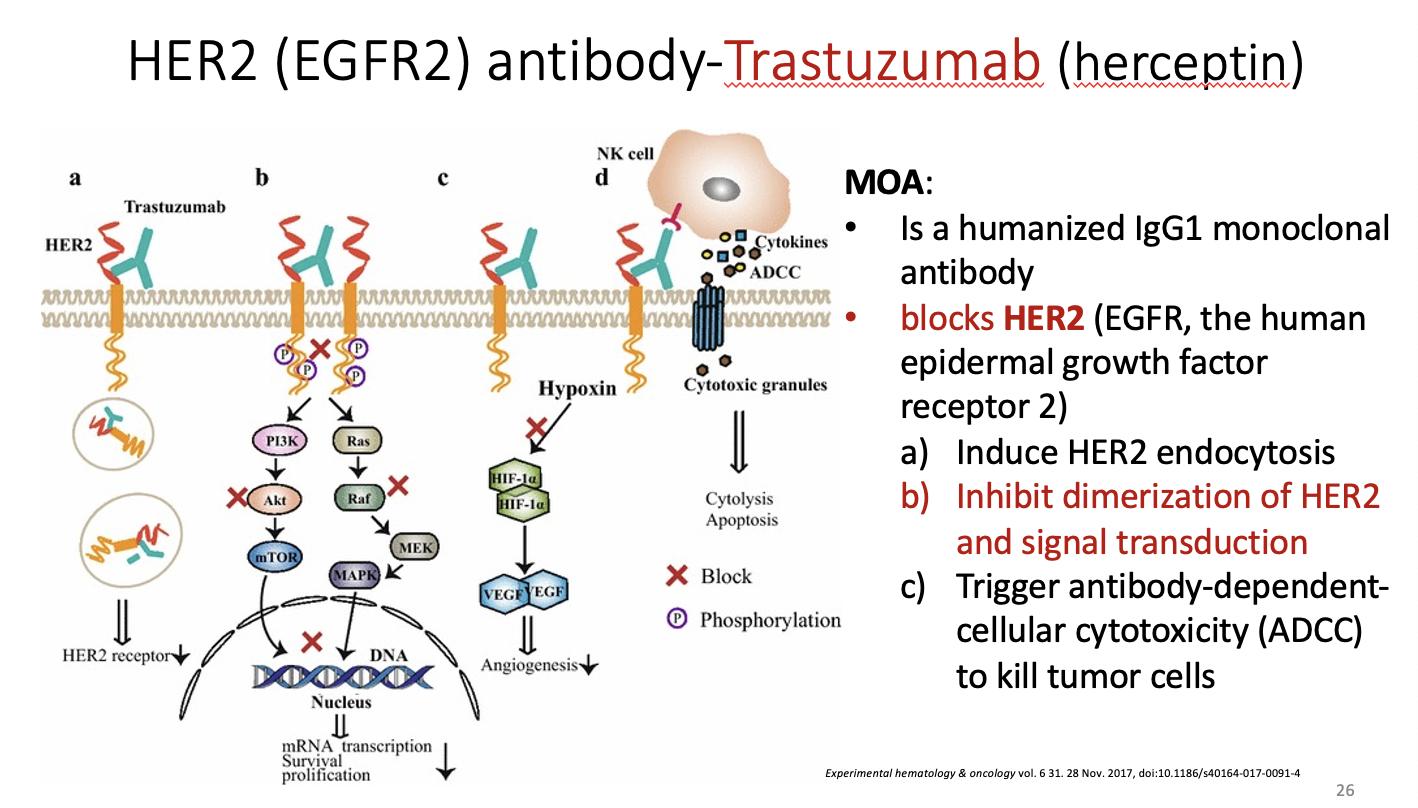 HER2 (EGFR2) antibody-Trastuzumab (herceptin)
a
b
c
d
NK cell
Trastuzumab
HER2
Cytokines
ADCC
P
P
P
P
Hypoxin
Cytotoxic granules
PI3K
Ras
HIF-1α
HIF-1α
Akt
Raf
Cytolysis
Apoptosis
mTOR
MEK
MAPK
VEGF
VEGF
Block
P Phosphorylation
HER2 receptor
DNA
Angiogenesis
Nucleus
mRNA transcription
Survival
prolification
MOA:
• Is a humanized IgG1 monoclonal
antibody
• blocks HER2 (EGFR, the human
epidermal growth factor
receptor 2)
a) Induce HER2 endocytosis
b) Inhibit dimerization of HER2
and signal transduction
c) Trigger antibody-dependent-
cellular cytotoxicity (ADCC)
to kill tumor cells
Experimental hematology & oncology vol. 6 31. 28 Nov. 2017, doi:10.1186/s40164-017-0091-4
26